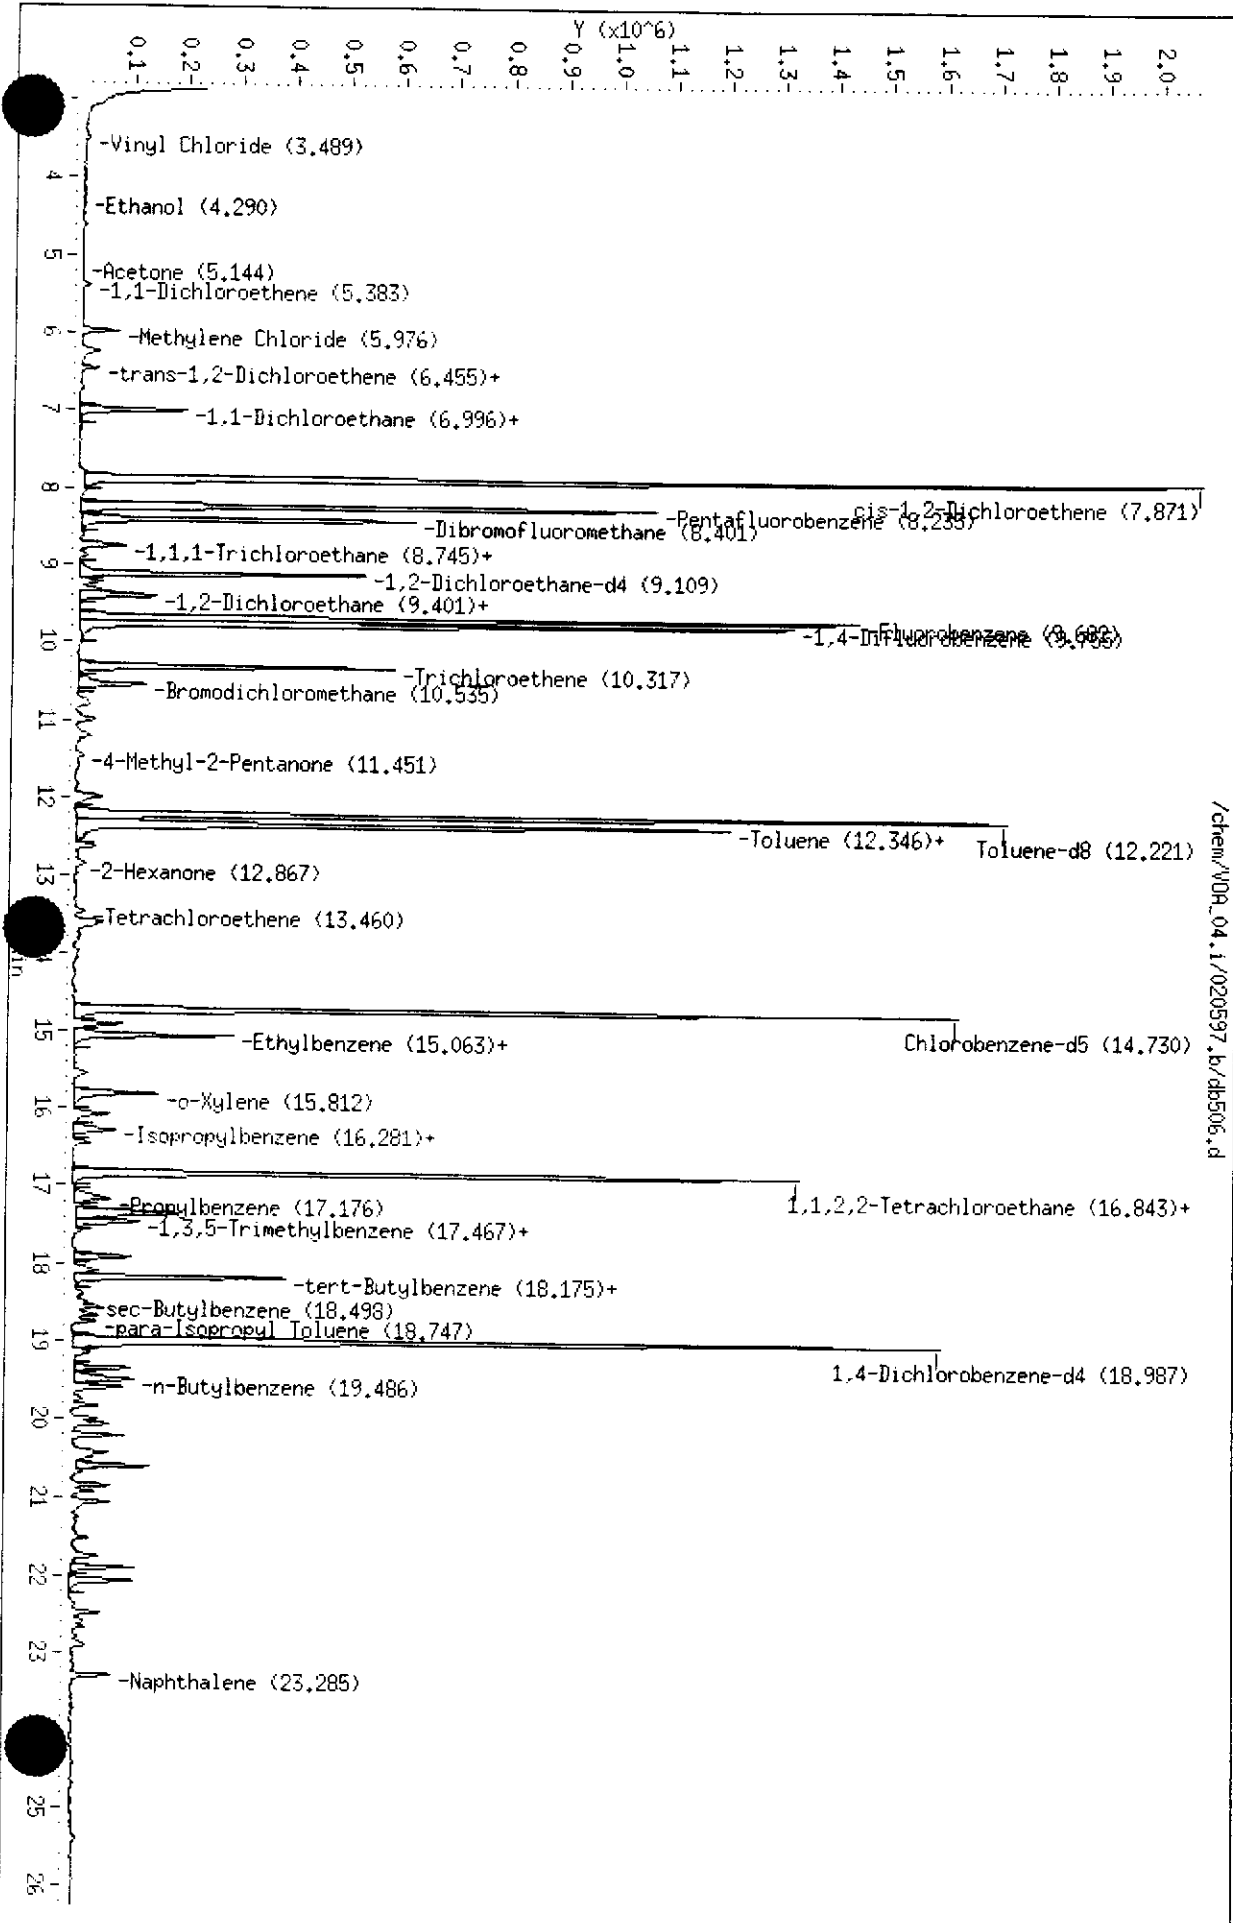 Y (x10^6)
0.1
0.2
0.3
0.4
0.5
0.6
0.7
0.8
0.9
1.0
1.1
1.2
1.3
1.4
1.5
1.6
1.7
1.8
1.9
2.0
/chem/VOA_04.i/020597.b/db506.d
-Vinyl Chloride (3.489)
-Ethanol (4.290)
-Acetone (5.144)
-1,1-Dichloroethene (5.383)
-Methylene Chloride (5.976)
-trans-1,2-Dichloroethene (6.455)+
-1,1-Dichloroethane (6.996)+
cis-1,2-Dichloroethene (7.871)
-Pentafluorobenzene (8.235)
-Dibromofluoromethane (8.401)
-1,1,1-Trichloroethane (8.745)+
-1,2-Dichloroethane-d4 (9.109)
-1,2-Dichloroethane (9.401)+
-Fluorobenzene
-1,4-Difluorobenzene
-Trichloroethene (10.317)
-Bromodichloromethane (10.535)
-4-Methyl-2-Pentanone (11.451)
Toluene-d8 (12.221)
-Toluene (12.346)+
-2-Hexanone (12.867)
-Tetrachloroethene (13.460)
Chlorobenzene-d5 (14.730)
-Ethylbenzene (15.063)+
-o-Xylene (15.812)
-Isopropylbenzene (16.281)+
1,1,2,2-Tetrachloroethane (16.843)+
-Propylbenzene (17.176)
-1,3,5-Trimethylbenzene (17.467)+
-tert-Butylbenzene (18.175)+
-sec-Butylbenzene (18.498)
-para-Isopropyl Toluene (18.747)
1,4-Dichlorobenzene-d4 (18.987)
-n-Butylbenzene (19.486)
-Naphthalene (23.285)
4
5
6
7
8
9
10
11
12
13
15
16
17
18
19
20
21
22
23
25
26